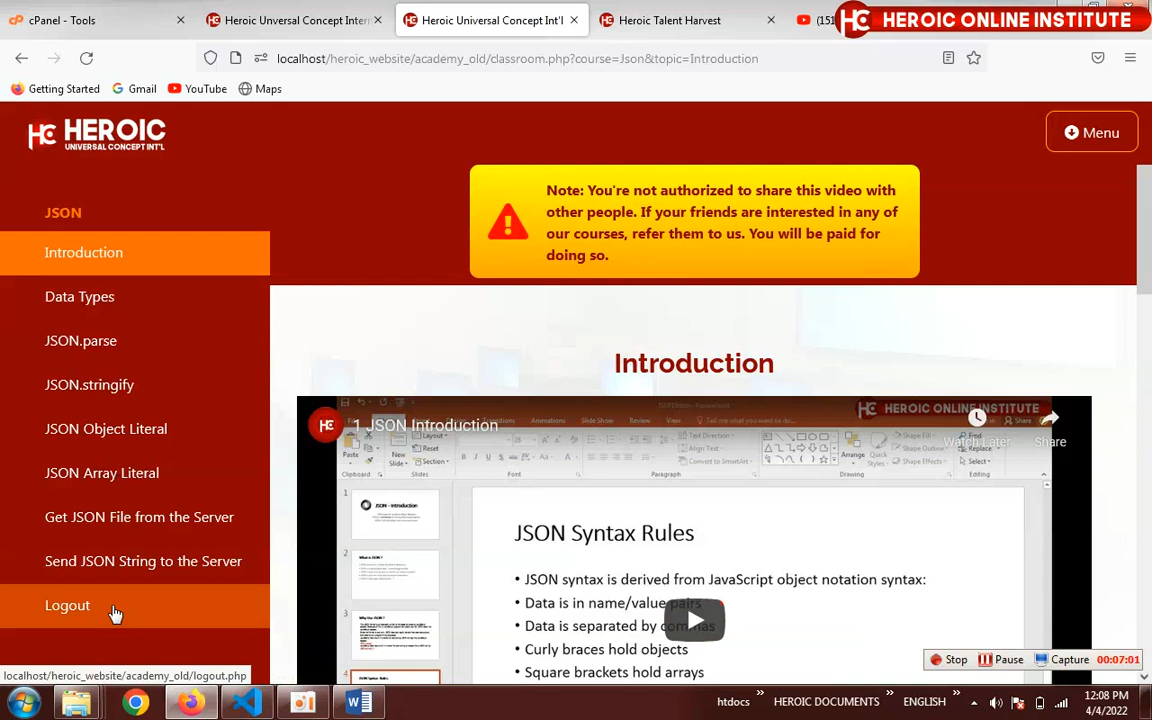 cPanel - Tools
Heroic Unversal Concept Inter
Heroic Universal Concept Int'l
Heroic Talent Harvest
(151
HC HEROIC ONLINE INSTITUTE
localhost/heroic_website/academy_old/classroom.php?course=Json&topic=Introduction
Getting Started
Gmail
YouTube
Maps
HC HEROIC
UNIVERSAL CONCEPT INT'L
Menu
Note: You're not authorized to share this video with
other people. If your friends are interested in any of
our courses, refer them to us. You will be paid for
doing so.
JSON
Introduction
Data Types
JSON.parse
JSON.stringify
JSON Object Literal
JSON Array Literal
Get JSON File from the Server
Send JSON String to the Server
Logout
Introduction
HC
1 JSON Introduction
HEROIC ONLINE INSTITUTE
Watch Later
Share
JSON Syntax Rules
• JSON syntax is derived from JavaScript object notation syntax:
• Data is in name/value pairs
• Data is separated by commas
• Curly braces hold objects
• Square brackets hold arrays
Stop
Pause
Capture
00:07:01
localhost/heroic_website/academy_old/logout.php
htdocs
HEROIC DOCUMENTS
ENGLISH
12:08 PM
4/4/2022